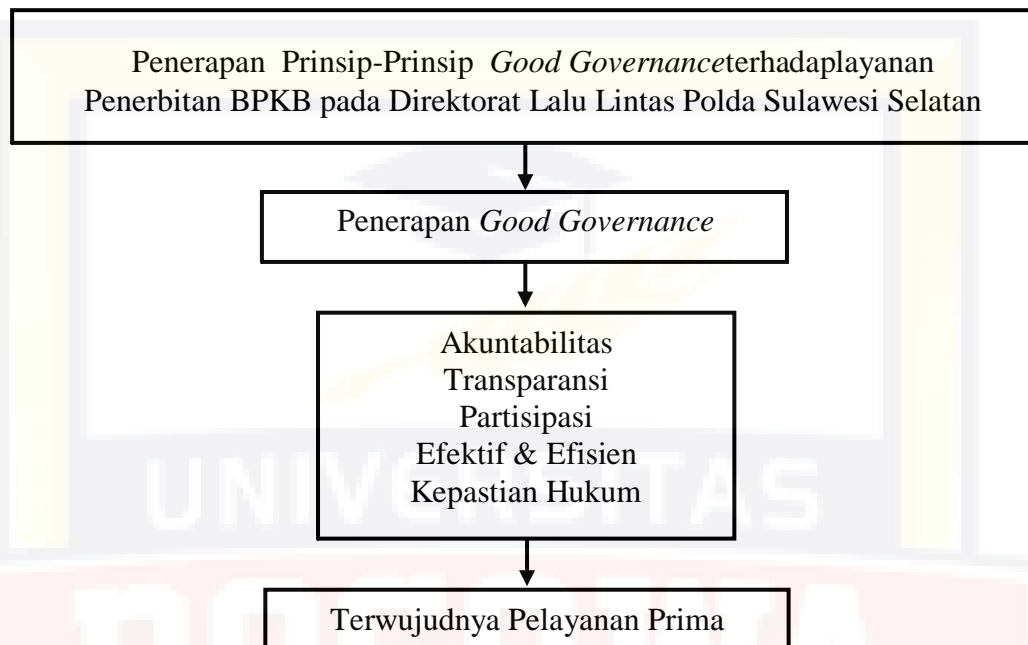 Penerapan Prinsip-Prinsip Good Governanceterhadaplayanan
Penerbitan BPKB pada Direktorat Lalu Lintas Polda Sulawesi Selatan
Penerapan Good Governance
Akuntabilitas
Transparansi
Partisipasi
Efektif & Efisien
Kepastian Hukum
UNIVERSITAS
Terwujudnya Pelayanan Prima